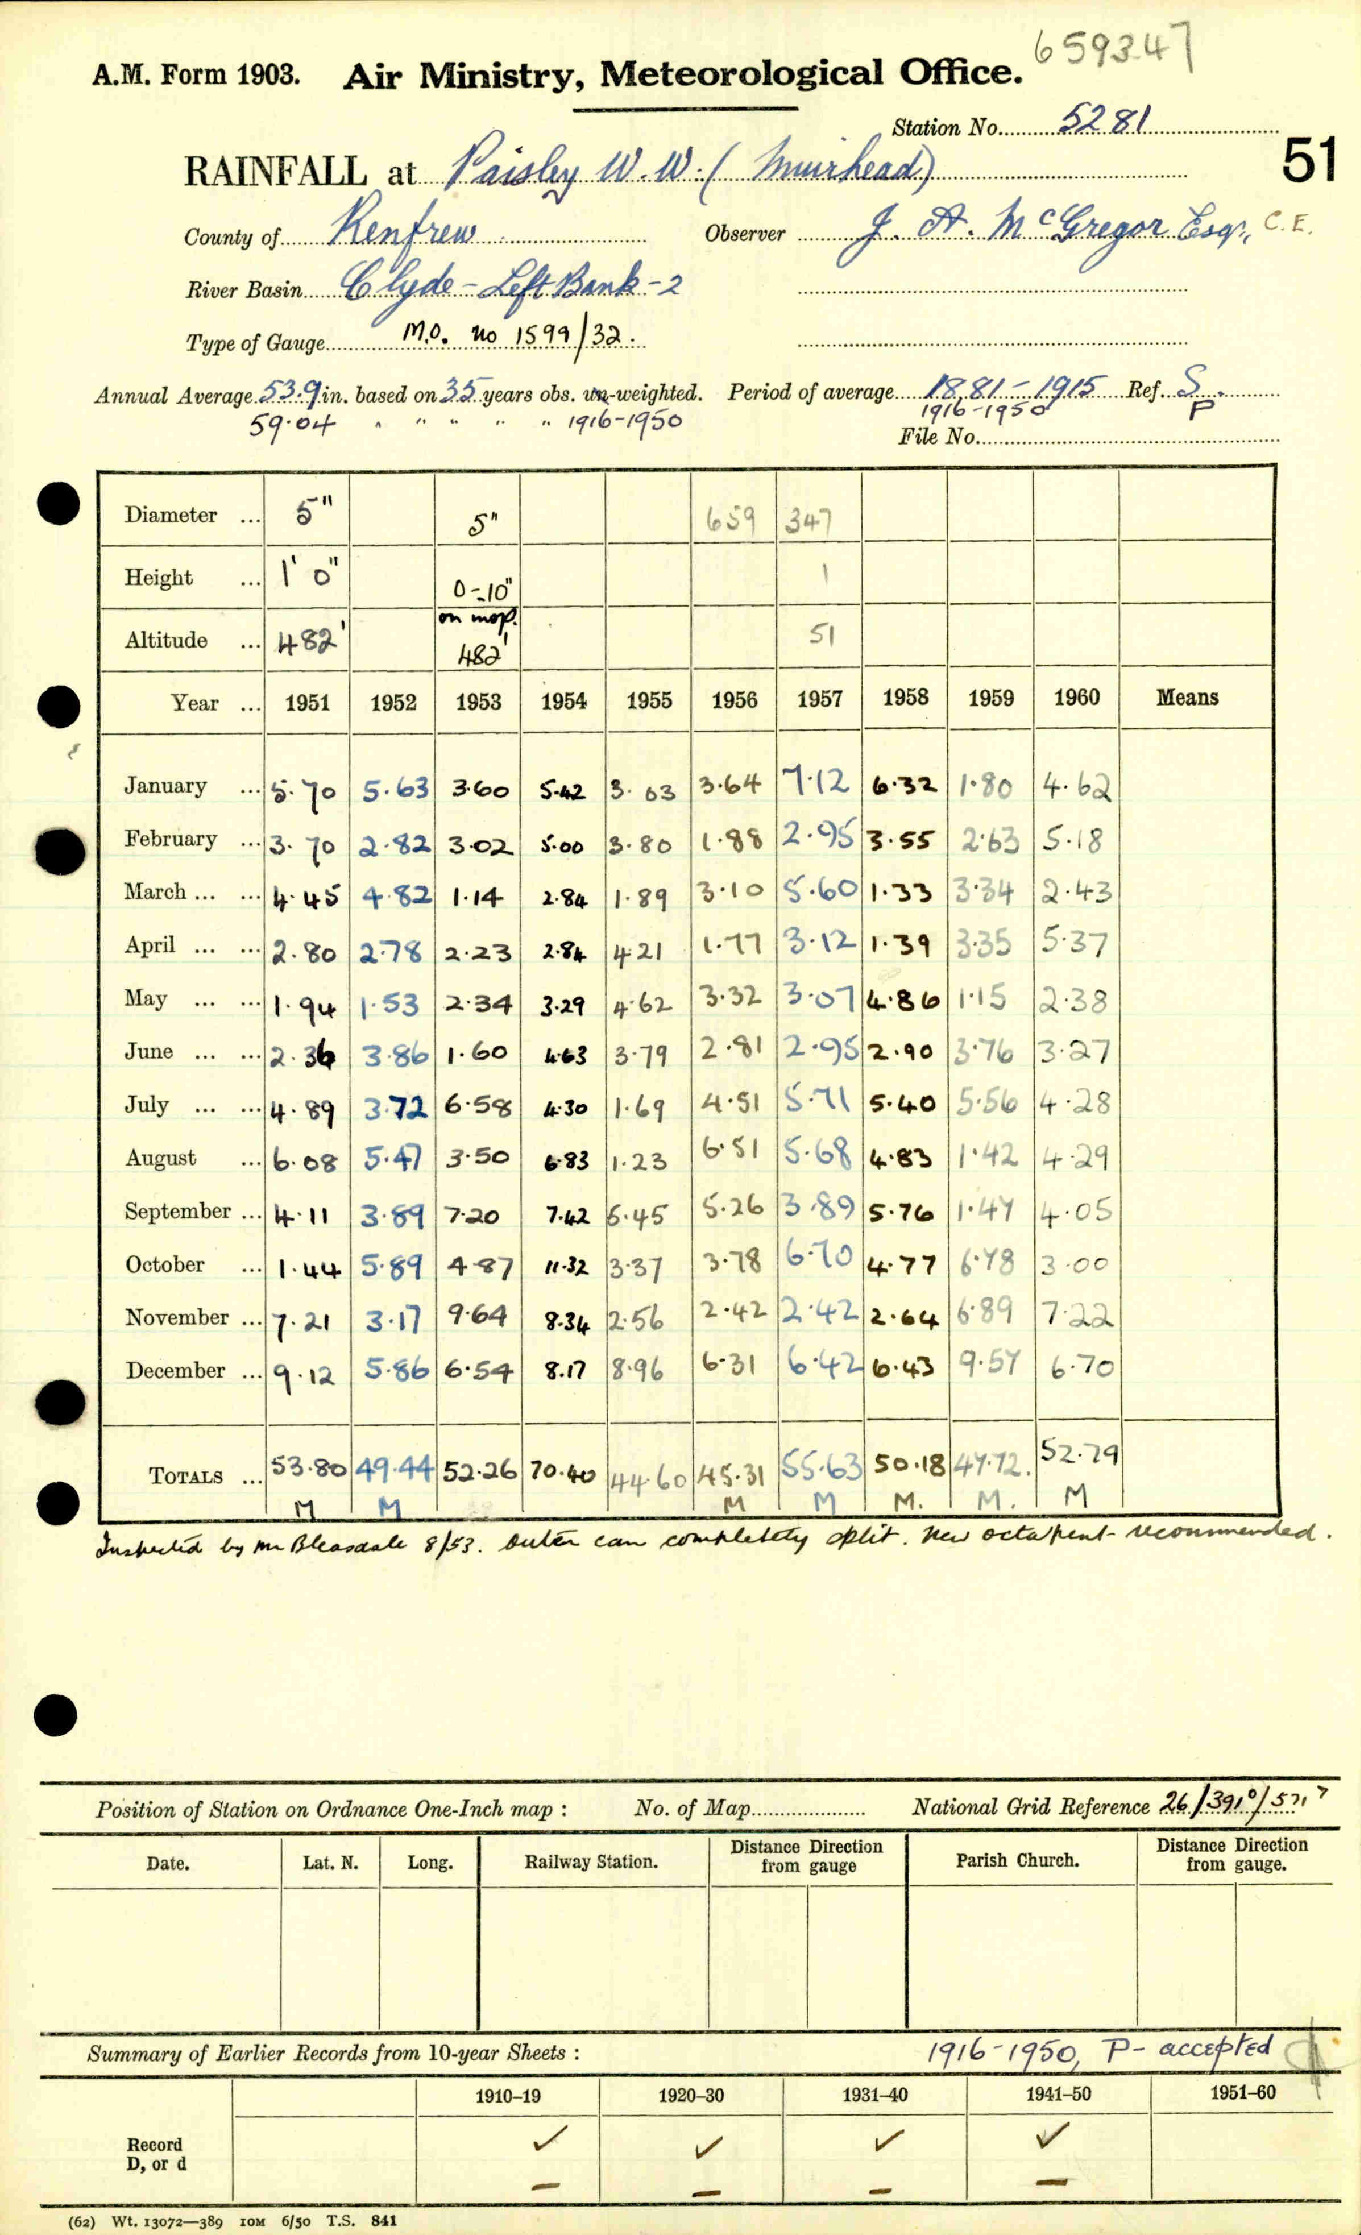 659347
A.M. Form 1903. Air Ministry, Meteorological Office.
Station No. 5281
51
RAINFALL at Paisley W.W. (Muirhead)
County of Renfrew Observer J. A. McGregor Esq., C.E.
River Basin Clyde - Left Bank - 2
Type of Gauge M.O. no 1599/32.
Annual Average 53.9 in. based on 35 years obs. un-weighted. Period of average 1881-1915 Ref. S.
59.04 " " " " " 1916-1950 1916-1950 P
File No.
Diameter ... 5" 5" 659 347
Height ... 1' 0" 0-10" 1
on map.
Altitude ... 482' 482' 51
Year ... 1951 1952 1953 1954 1955 1956 1957 1958 1959 1960 Means
January ... 5.70 5.63 3.60 5.42 3.03 3.64 7.12 6.32 1.80 4.62
February ... 3.70 2.82 3.02 5.00 3.80 1.88 2.95 3.55 2.63 5.18
March ... ... 4.45 4.82 1.14 2.84 1.89 3.10 5.60 1.33 3.34 2.43
April ... ... 2.80 2.78 2.23 2.84 4.21 1.77 3.12 1.39 3.35 5.37
May ... ... 1.94 1.53 2.34 3.29 4.62 3.32 3.07 4.86 1.15 2.38
June ... ... 2.36 3.86 1.60 4.63 3.79 2.81 2.95 2.90 3.76 3.27
July ... ... 4.89 3.72 6.58 4.30 1.69 4.51 5.71 5.40 5.56 4.28
August ... 6.08 5.47 3.50 6.83 1.23 6.51 5.68 4.83 1.42 4.29
September ... 4.11 3.89 7.20 7.42 5.45 5.26 3.89 5.76 1.47 4.05
October ... 1.44 5.89 4.87 11.32 3.37 3.78 6.70 4.77 6.78 3.00
November ... 7.21 3.17 9.64 8.34 2.56 2.42 2.42 2.64 6.89 7.22
December ... 9.12 5.86 6.54 8.17 8.96 6.31 6.42 6.43 9.57 6.70
TOTALS ... 53.80 49.44 52.26 70.40 44.60 45.31 55.63 50.18 47.72. 52.79
M M M M M. M. M
Inspected by Mr Bleasdale 8/53. Outer can completely split. New octapent recommended.
Position of Station on Ordnance One-Inch map : No. of Map National Grid Reference 26/391⁰/571⁷
Date. Lat. N. Long. Railway Station. Distance from gauge Direction Parish Church. Distance from gauge. Direction
Summary of Earlier Records from 10-year Sheets : 1916-1950, P - accepted
1910-19 1920-30 1931-40 1941-50 1951-60
Record ✓ ✓ ✓ ✓
D, or d – – – –
(62) Wt. 13072—389 10M 6/50 T.S. 841